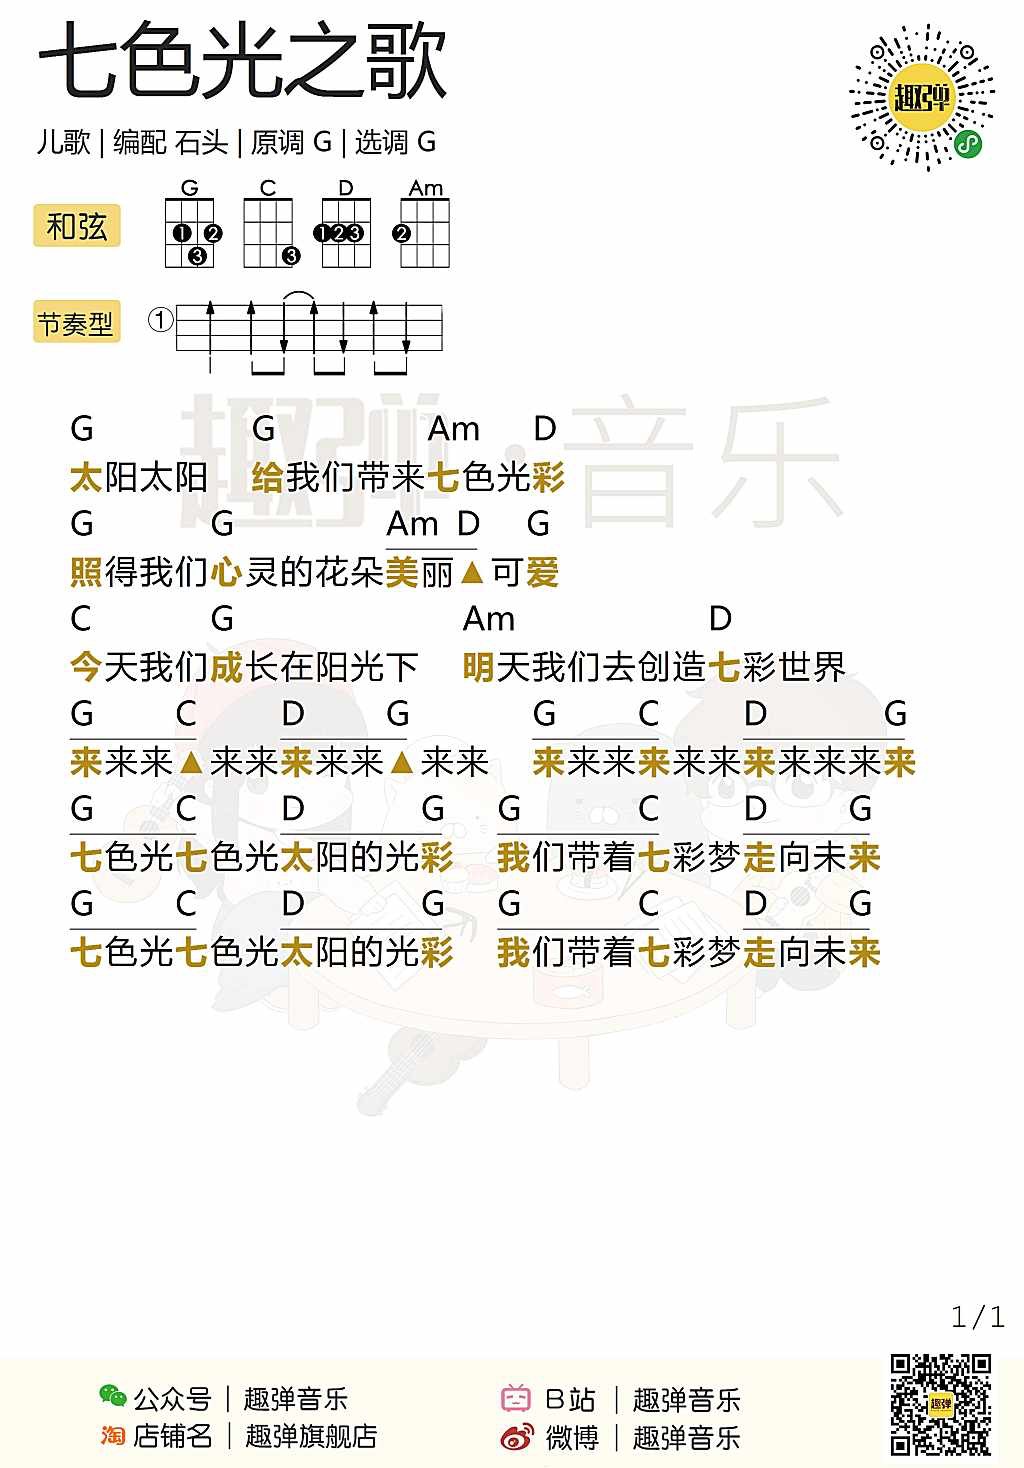 七色光之歌
儿歌 | 编配 石头 | 原调 G | 选调 G
趣弹
和弦
G C D Am
1 2 3 3 1 2 3 2
节奏型
①
趣弹·音乐
G G Am D
太阳太阳 给我们带来七色光彩
G G Am D G
照得我们心灵的花朵美丽▲可爱
C G Am D
今天我们成长在阳光下 明天我们去创造七彩世界
G C D G G C D G
来来来▲来来来来来▲来来 来来来来来来来来来来来
G C D G G C D G
七色光七色光太阳的光彩 我们带着七彩梦走向未来
G C D G G C D G
七色光七色光太阳的光彩 我们带着七彩梦走向未来
1/1
公众号 | 趣弹音乐
B站 | 趣弹音乐
淘 店铺名 | 趣弹旗舰店
微博 | 趣弹音乐
趣弹